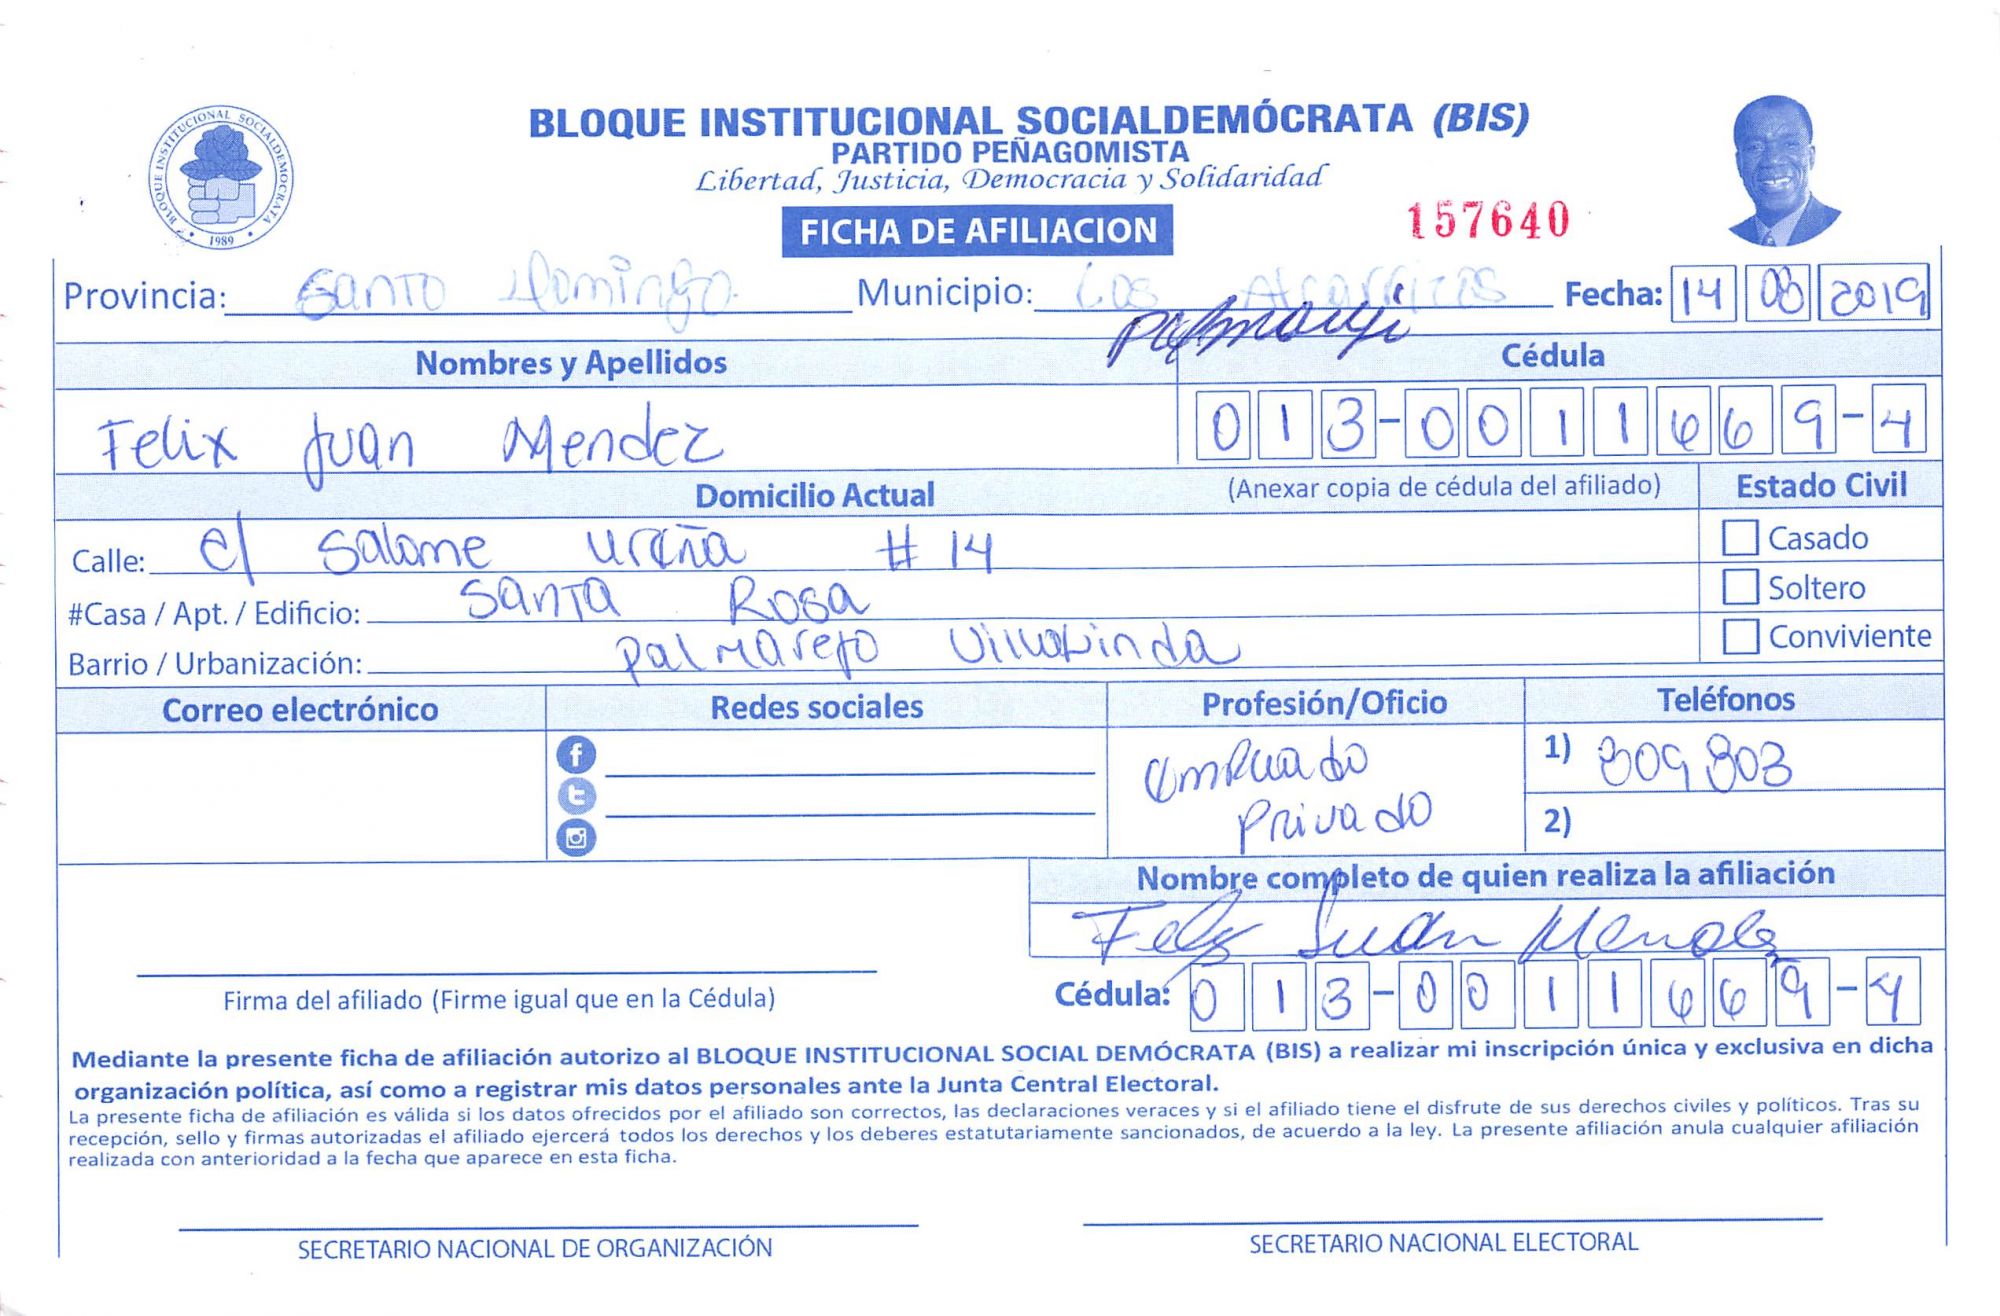 BLOQUE INSTITUCIONAL SOCIALDEMOCRATA
1989
BLOQUE INSTITUCIONAL SOCIALDEMÓCRATA (BIS)
PARTIDO PEÑAGOMISTA
Libertad, Justicia, Democracia y Solidaridad
FICHA DE AFILIACION
157640
Provincia: Santo Domingo Municipio: Los Alcarrizos Fecha: 14 08 2019
Nombres y Apellidos Cédula
Felix Juan Mendez 013-0011669-4
Domicilio Actual (Anexar copia de cédula del afiliado) Estado Civil
Calle: C/ Salome Ureña # 14 Casado
#Casa / Apt. / Edificio: Santa Rosa Soltero
Barrio / Urbanización: Palmarejo Villalinda Conviviente
Correo electrónico Redes sociales Profesión/Oficio Teléfonos
Privado 1) 809 803
2)
Nombre completo de quien realiza la afiliación
Felix Juan Mendez
Firma del afiliado (Firme igual que en la Cédula) Cédula: 013-0011669-4
Mediante la presente ficha de afiliación autorizo al BLOQUE INSTITUCIONAL SOCIAL DEMÓCRATA (BIS) a realizar mi inscripción única y exclusiva en dicha
organización política, así como a registrar mis datos personales ante la Junta Central Electoral.
La presente ficha de afiliación es válida si los datos ofrecidos por el afiliado son correctos, las declaraciones veraces y si el afiliado tiene el disfrute de sus derechos civiles y políticos. Tras su
recepción, sello y firmas autorizadas el afiliado ejercerá todos los derechos y los deberes estatutariamente sancionados, de acuerdo a la ley. La presente afiliación anula cualquier afiliación
realizada con anterioridad a la fecha que aparece en esta ficha.
SECRETARIO NACIONAL DE ORGANIZACIÓN SECRETARIO NACIONAL ELECTORAL